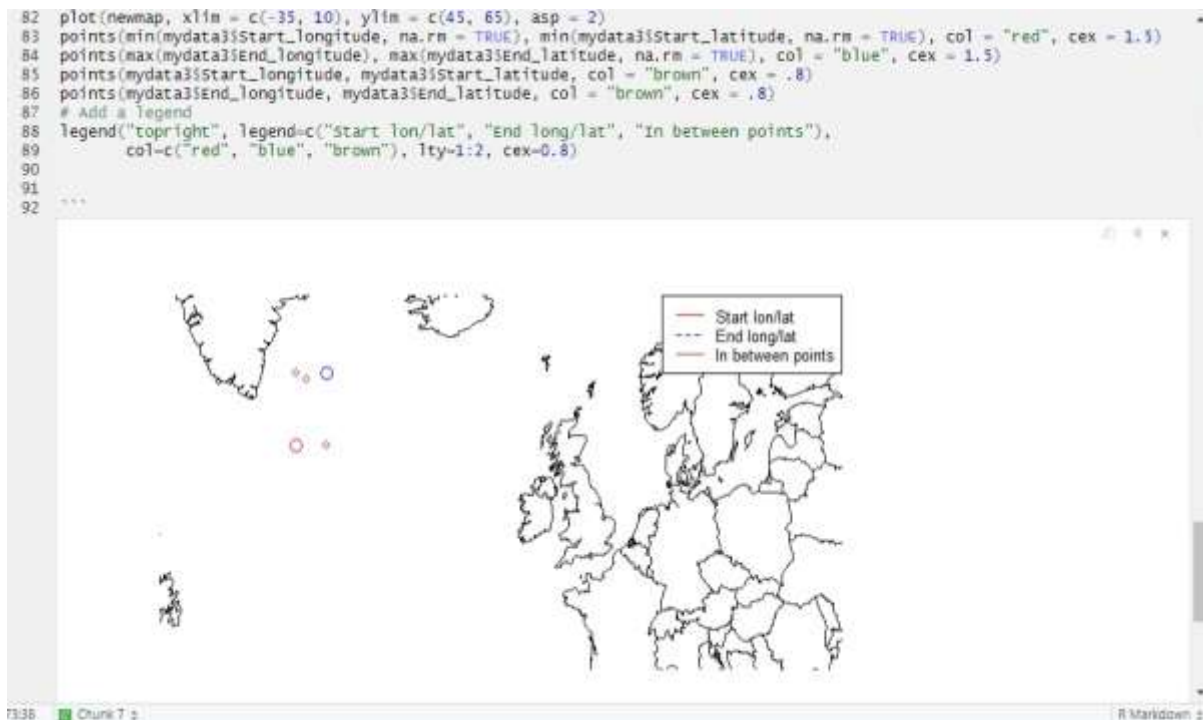 82 plot(newmap, xlim = c(-35, 10), ylim = c(45, 65), asp = 2)
83 points(min(mydata3$Start_longitude, na.rm = TRUE), min(mydata3$Start_latitude, na.rm = TRUE), col = "red", cex = 1.5)
84 points(max(mydata3$End_longitude), max(mydata3$End_latitude, na.rm = TRUE), col = "blue", cex = 1.5)
85 points(mydata3$Start_longitude, mydata3$Start_latitude, col = "brown", cex = .8)
86 points(mydata3$End_longitude, mydata3$End_latitude, col = "brown", cex = .8)
87 # Add a legend
88 legend("topright", legend=c("Start lon/lat", "End long/lat", "In between points"),
89 col=c("red", "blue", "brown"), lty=1:2, cex=0.8)
90
91
92 ```
Start lon/lat
End long/lat
In between points
73:38 Chunk 7 R Markdown